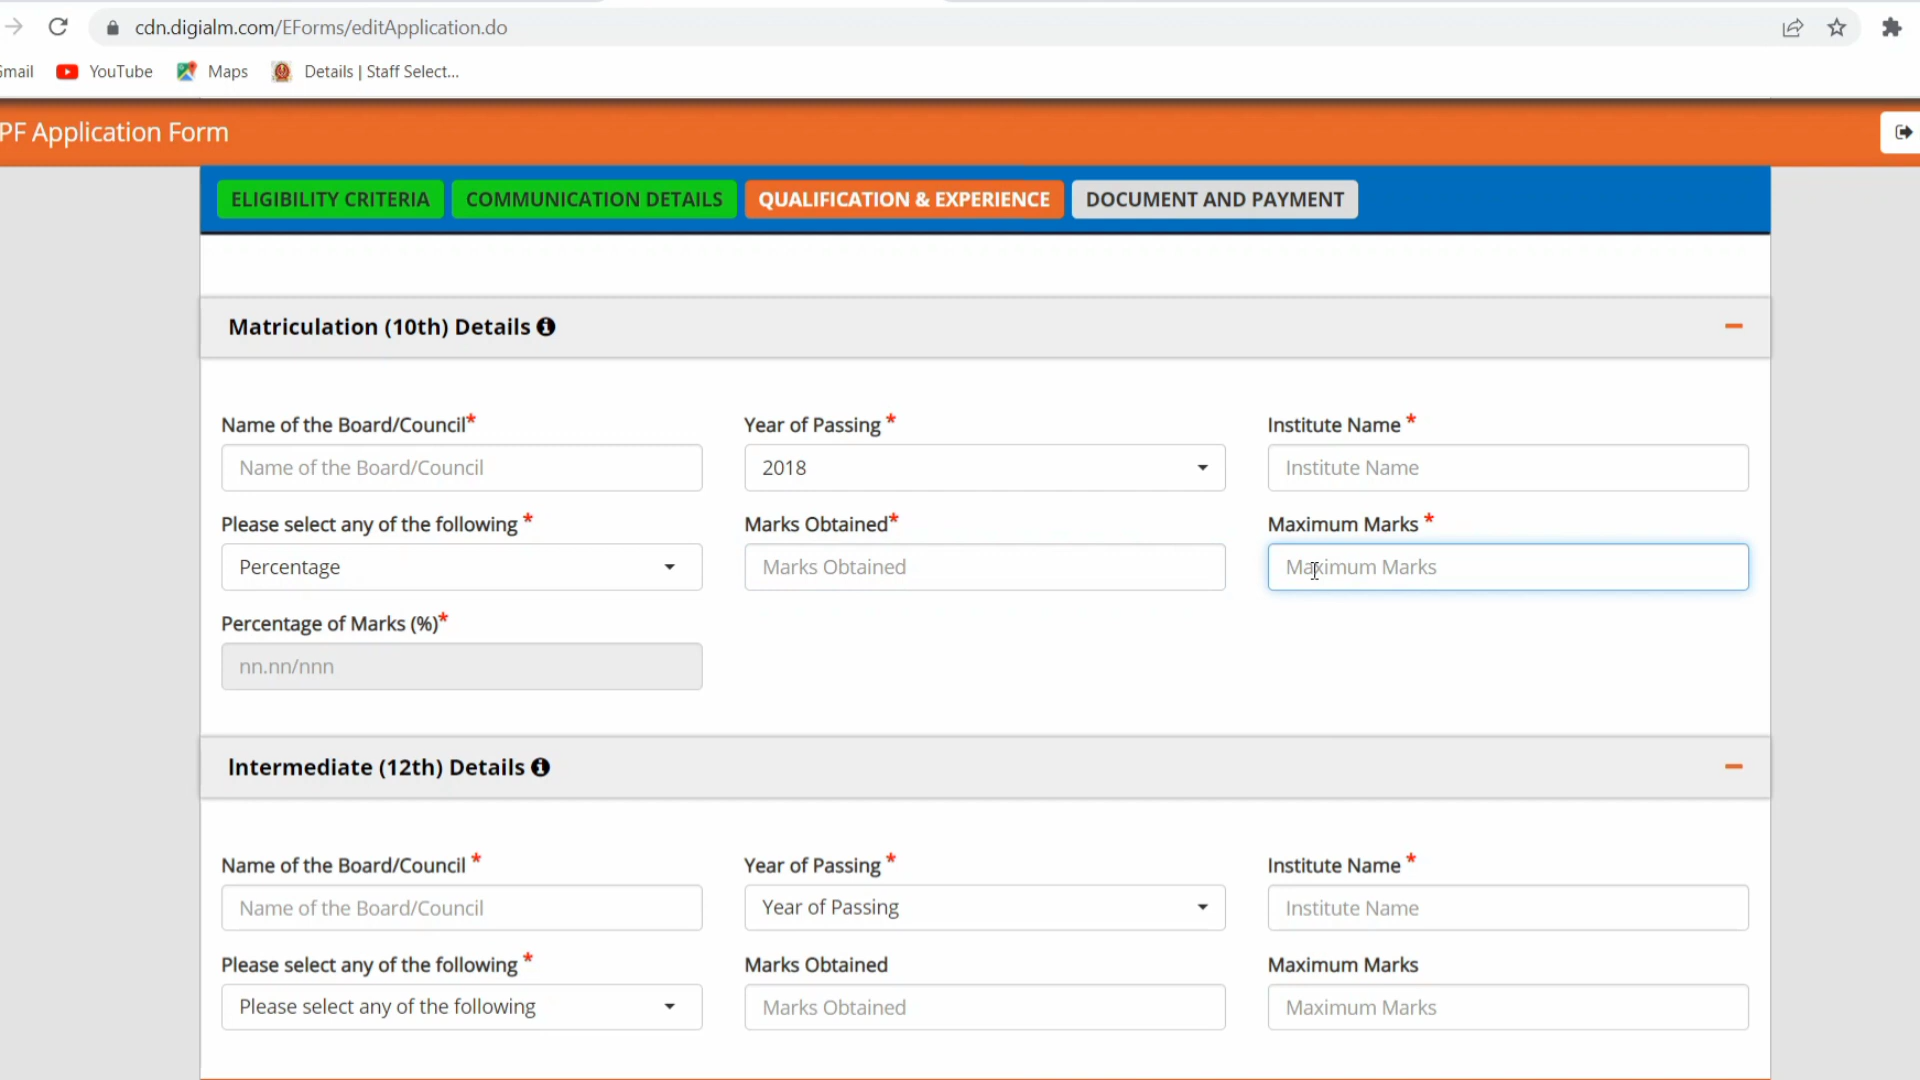 cdn.digialm.com/EForms/editApplication.do
mail YouTube Maps Details | Staff Select...
PF Application Form
ELIGIBILITY CRITERIA COMMUNICATION DETAILS QUALIFICATION & EXPERIENCE DOCUMENT AND PAYMENT
Matriculation (10th) Details
Name of the Board/Council* Year of Passing * Institute Name *
Name of the Board/Council 2018 Institute Name
Please select any of the following * Marks Obtained* Maximum Marks *
Percentage Marks Obtained Maximum Marks
Percentage of Marks (%)*
nn.nn/nnn
Intermediate (12th) Details
Name of the Board/Council * Year of Passing * Institute Name *
Name of the Board/Council Year of Passing Institute Name
Please select any of the following * Marks Obtained Maximum Marks
Please select any of the following Marks Obtained Maximum Marks